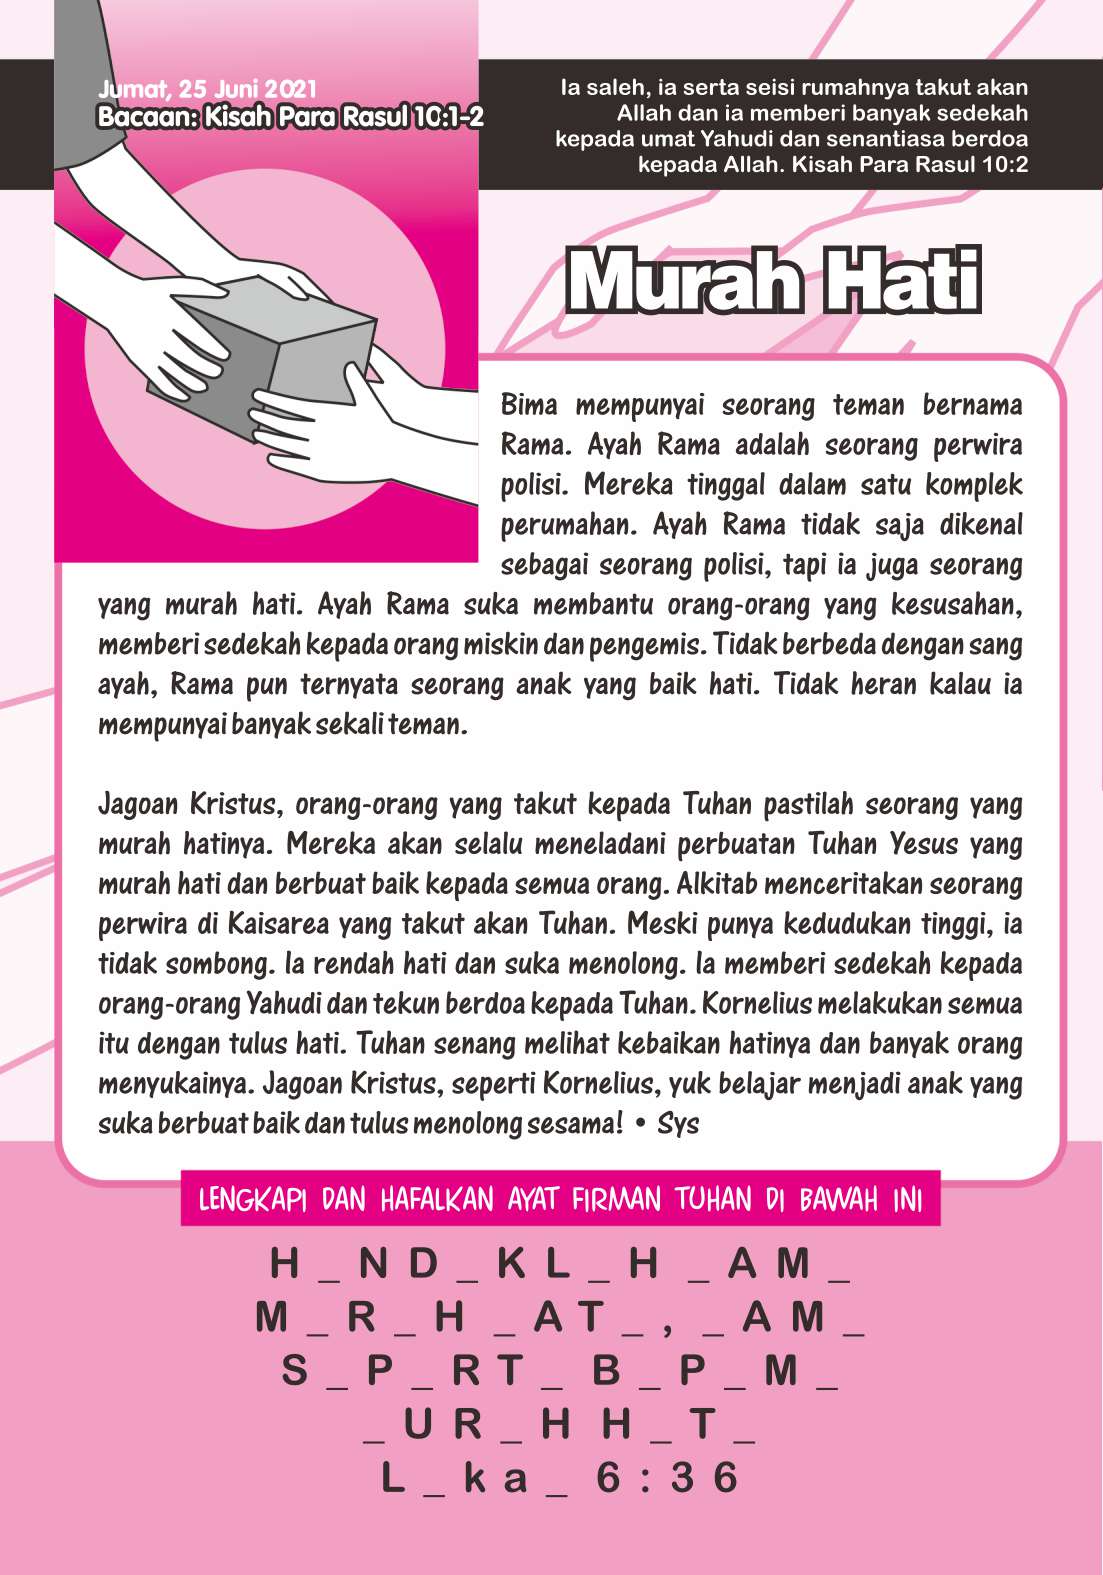 Jumat, 25 Juni 2021
Bacaan: Kisah Para Rasul 10:1-2
Ia saleh, ia serta seisi rumahnya takut akan
Allah dan ia memberi banyak sedekah
kepada umat Yahudi dan senantiasa berdoa
kepada Allah. Kisah Para Rasul 10:2
Murah Hati
Bima mempunyai seorang teman bernama
Rama. Ayah Rama adalah seorang perwira
polisi. Mereka tinggal dalam satu komplek
perumahan. Ayah Rama tidak saja dikenal
sebagai seorang polisi, tapi ia juga seorang
yang murah hati. Ayah Rama suka membantu orang-orang yang kesusahan,
memberi sedekah kepada orang miskin dan pengemis. Tidak berbeda dengan sang
ayah, Rama pun ternyata seorang anak yang baik hati. Tidak heran kalau ia
mempunyai banyak sekali teman.
Jagoan Kristus, orang-orang yang takut kepada Tuhan pastilah seorang yang
murah hatinya. Mereka akan selalu meneladani perbuatan Tuhan Yesus yang
murah hati dan berbuat baik kepada semua orang. Alkitab menceritakan seorang
perwira di Kaisarea yang takut akan Tuhan. Meski punya kedudukan tinggi, ia
tidak sombong. Ia rendah hati dan suka menolong. Ia memberi sedekah kepada
orang-orang Yahudi dan tekun berdoa kepada Tuhan. Kornelius melakukan semua
itu dengan tulus hati. Tuhan senang melihat kebaikan hatinya dan banyak orang
menyukainya. Jagoan Kristus, seperti Kornelius, yuk belajar menjadi anak yang
suka berbuat baik dan tulus menolong sesama! • Sys
LENGKAPI DAN HAFALKAN AYAT FIRMAN TUHAN DI BAWAH INI
H _ N D _ K L _ H _ A M _
M _ R _ H _ A T _ , _ A M _
S _ P _ R T _ B _ P _ M _
_ U R _ H H _ T _
L _ k a _ 6 : 3 6